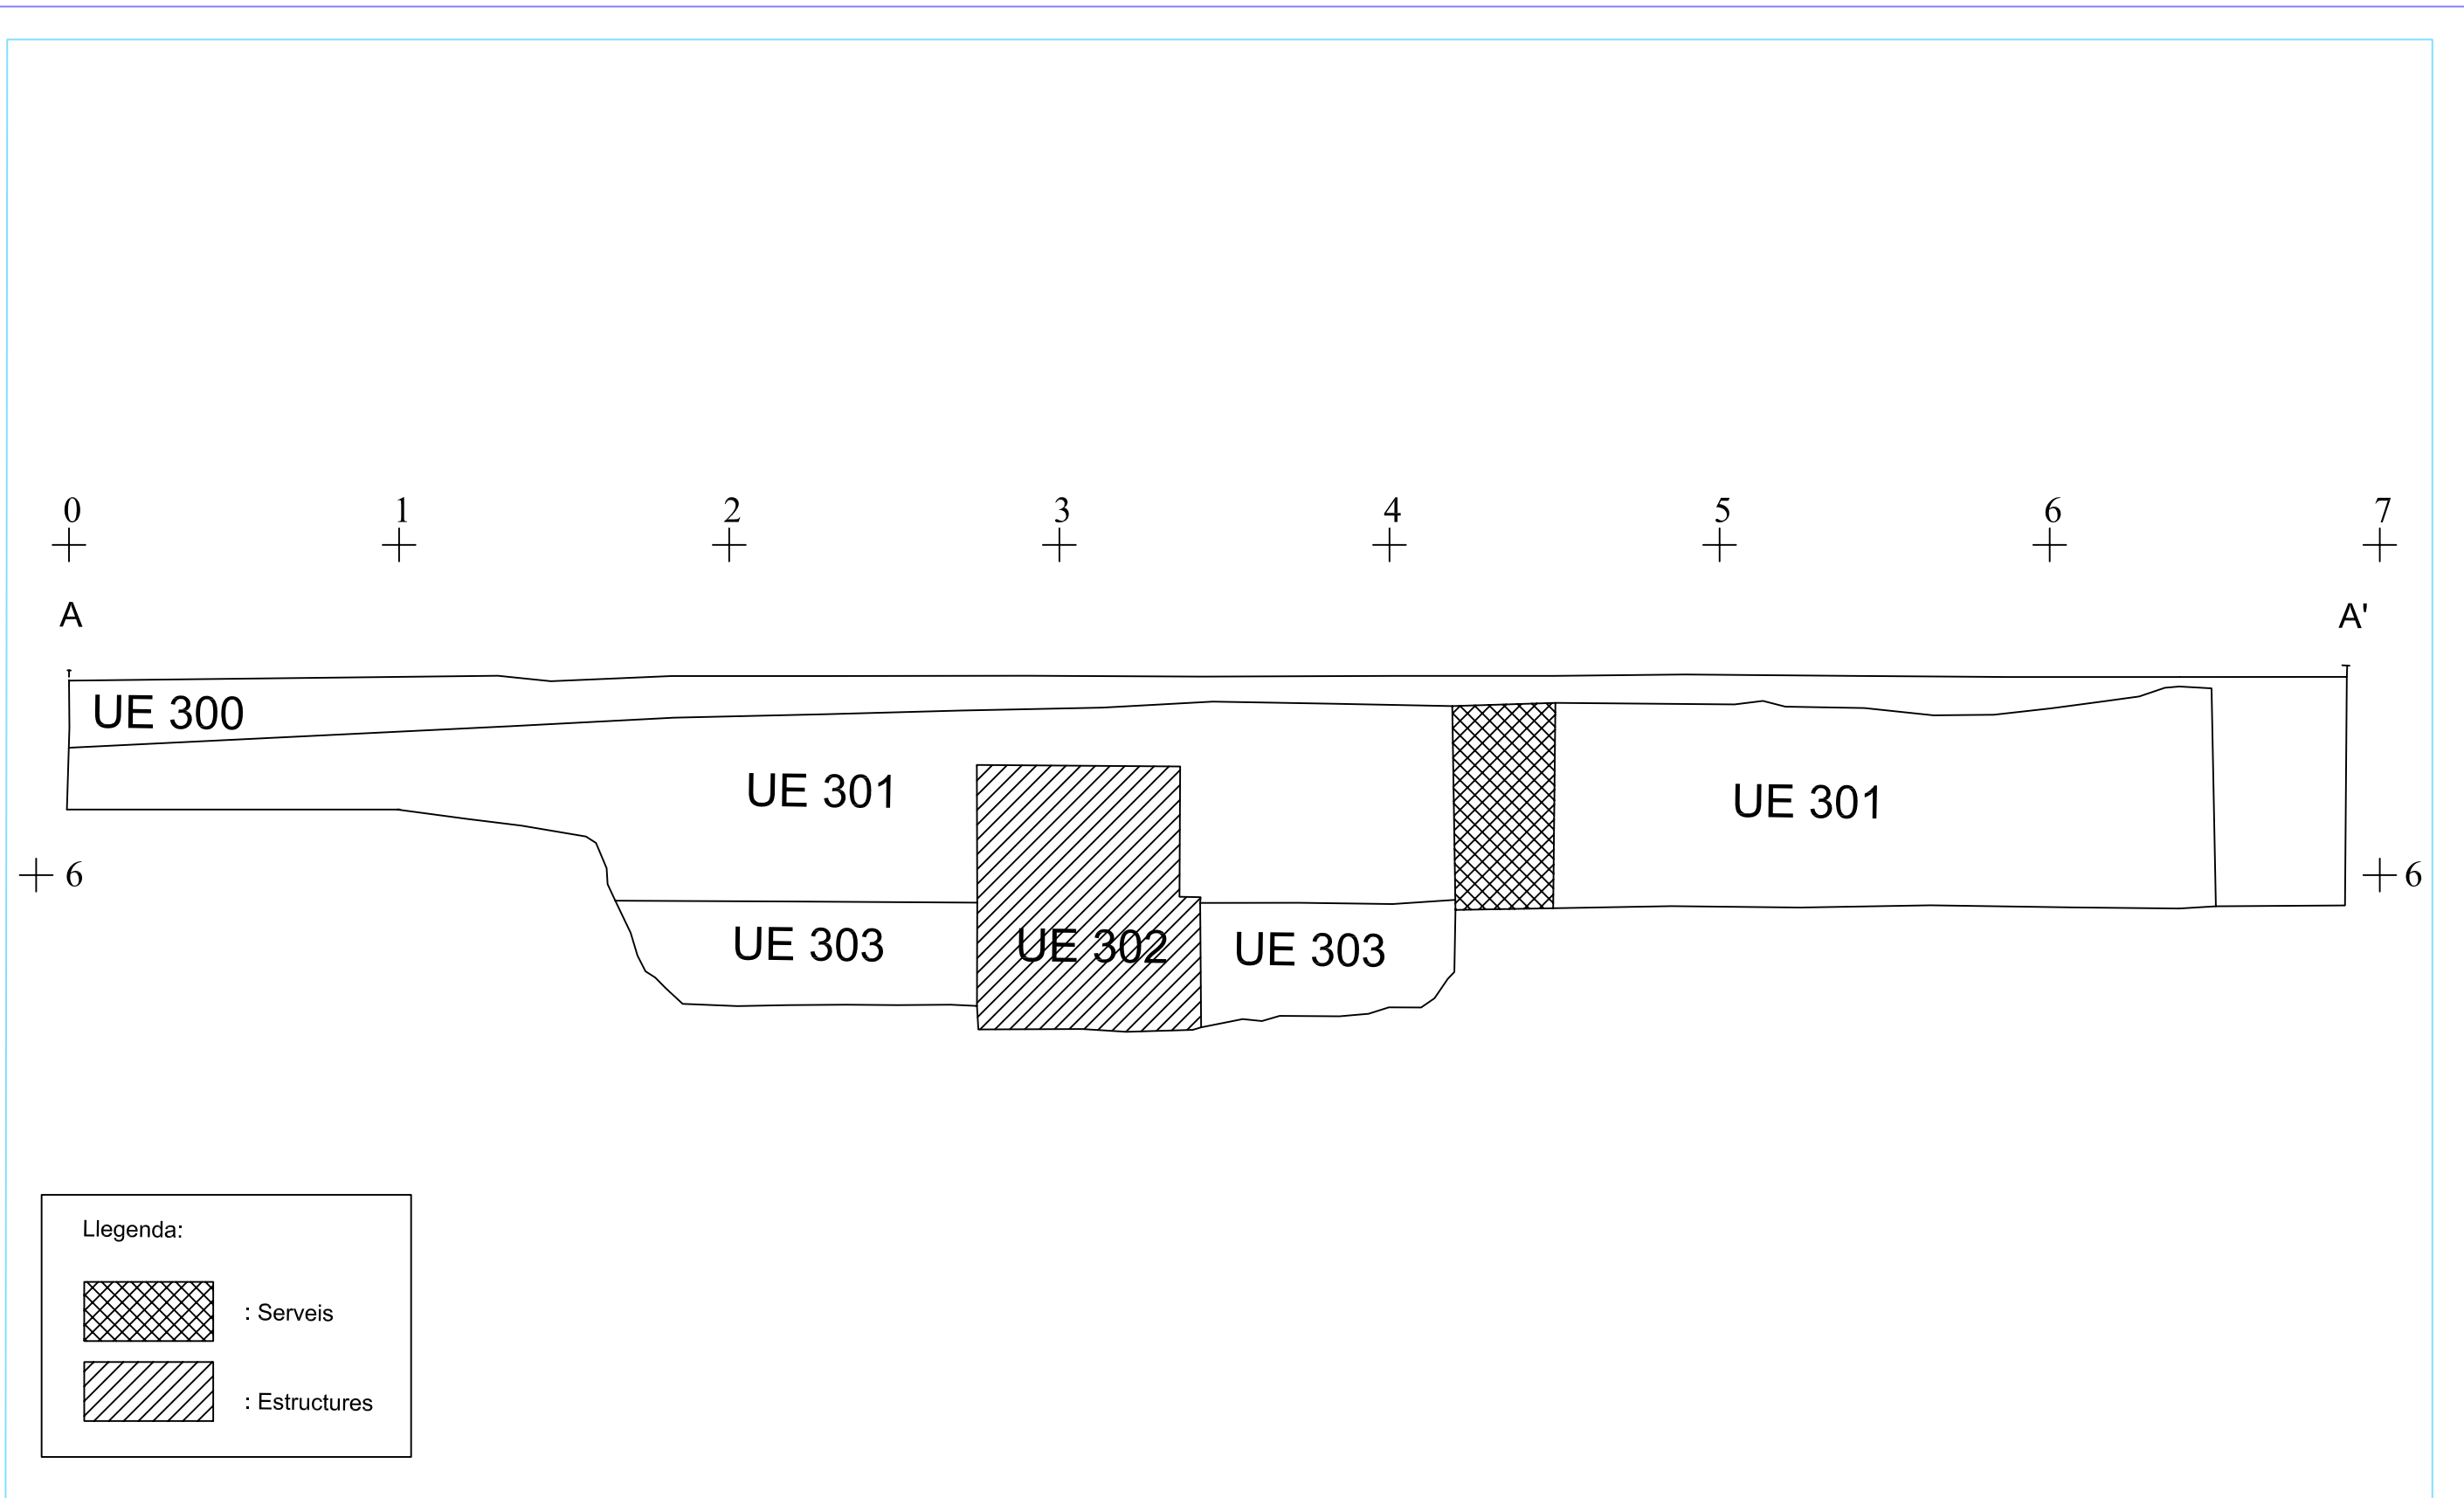 0 1 2 3 4 5 6 7
A A'
UE 300
UE 301 UE 301
6 6
UE 303 UE 302 UE 303
Llegenda:
: Serveis
: Estructures